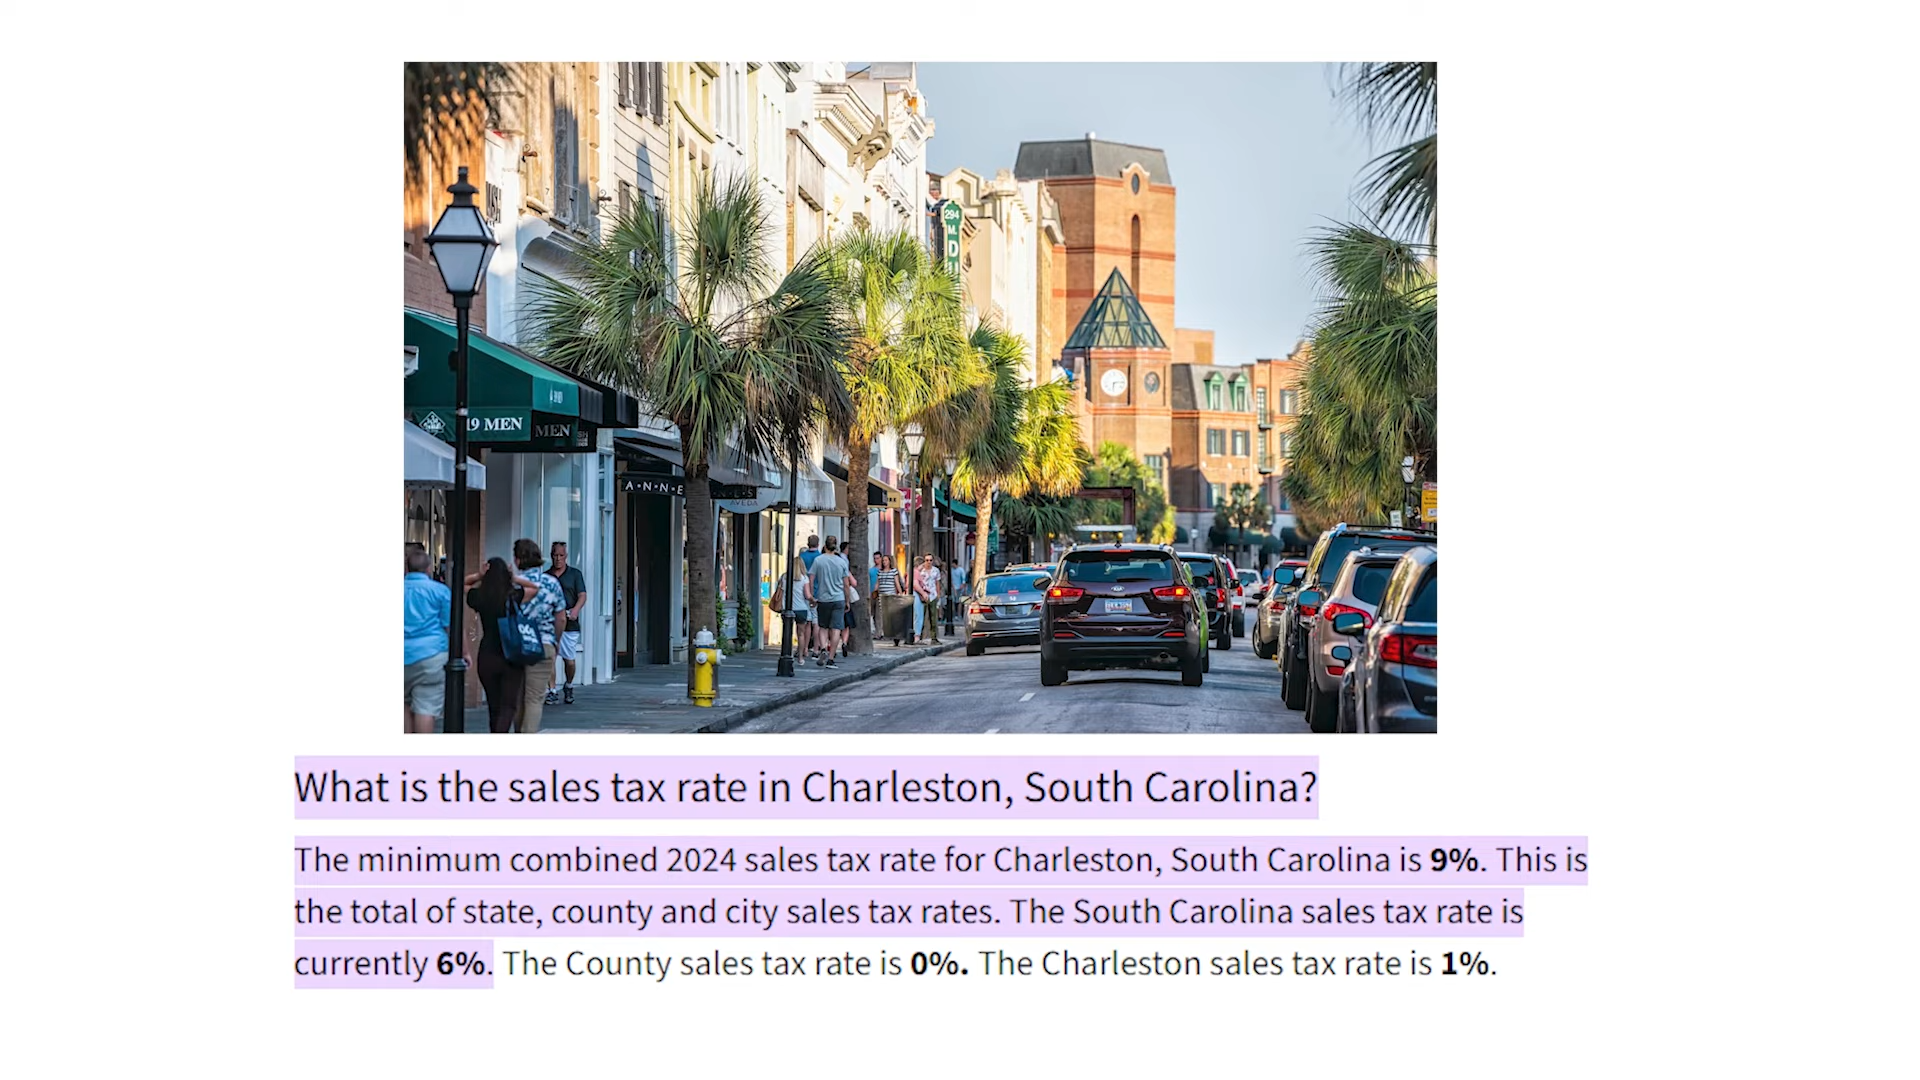 294
M.
D
19 MEN
MEN
A·N·N·E
AVEDA
What is the sales tax rate in Charleston, South Carolina?
The minimum combined 2024 sales tax rate for Charleston, South Carolina is 9%. This is
the total of state, county and city sales tax rates. The South Carolina sales tax rate is
currently 6%. The County sales tax rate is 0%. The Charleston sales tax rate is 1%.